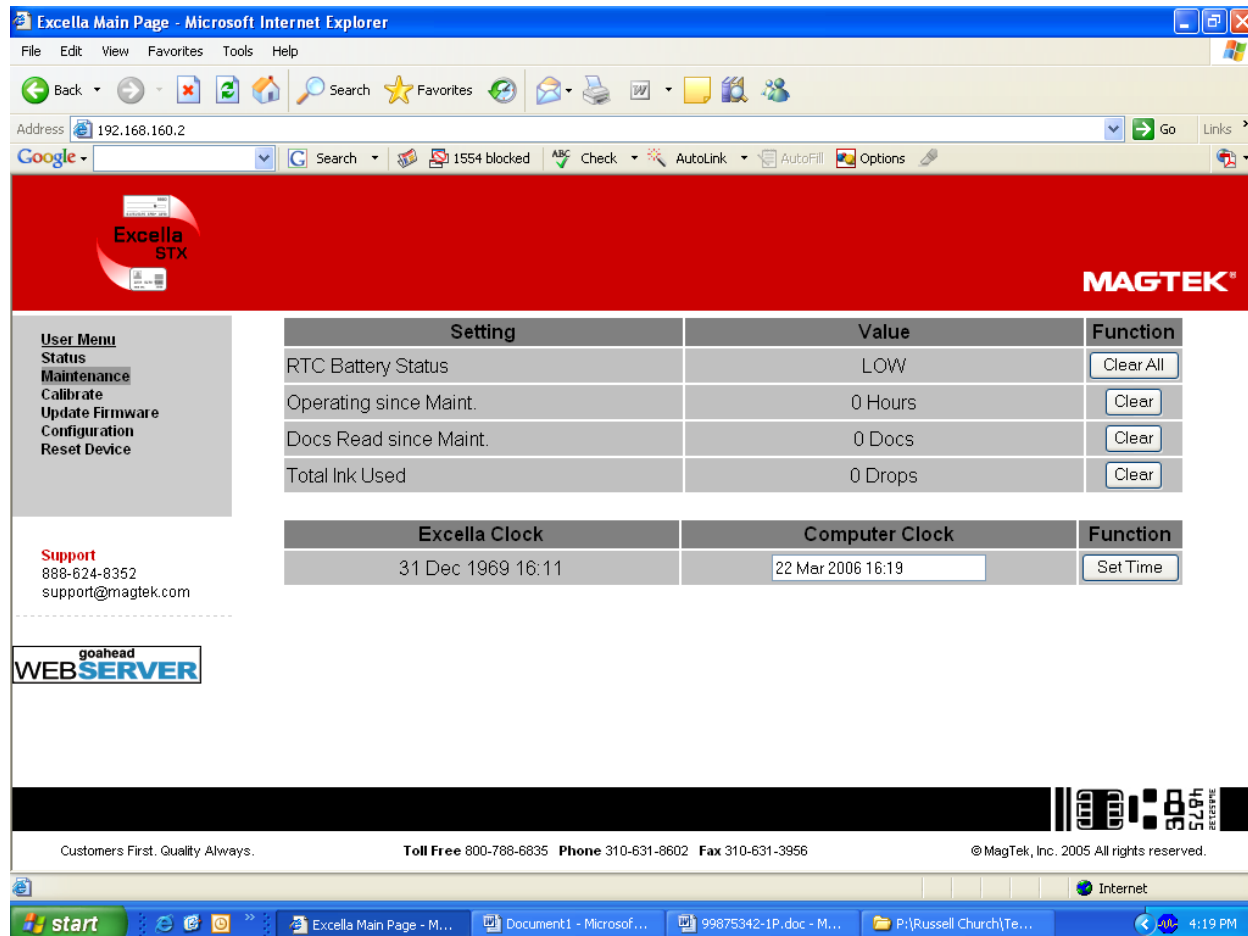 Excella Main Page - Microsoft Internet Explorer
File Edit View Favorites Tools Help
Back Search Favorites
Address 192.168.160.2 Go Links
Google Search 1554 blocked Check AutoLink AutoFill Options
Excella
STX
MAGTEK®
User Menu
Status
Maintenance
Calibrate
Update Firmware
Configuration
Reset Device
Support
888-624-8352
support@magtek.com
goahead
WEBSERVER
Setting Value Function
RTC Battery Status LOW Clear All
Operating since Maint. 0 Hours Clear
Docs Read since Maint. 0 Docs Clear
Total Ink Used 0 Drops Clear
Excella Clock Computer Clock Function
31 Dec 1969 16:11 22 Mar 2006 16:19 Set Time
Customers First. Quality Always. Toll Free 800-788-6835 Phone 310-631-8602 Fax 310-631-3956 © MagTek, Inc. 2005 All rights reserved.
Internet
start Excella Main Page - M... Document1 - Microsof... 99875342-1P.doc - M... P:\Russell Church\Te... 4:19 PM